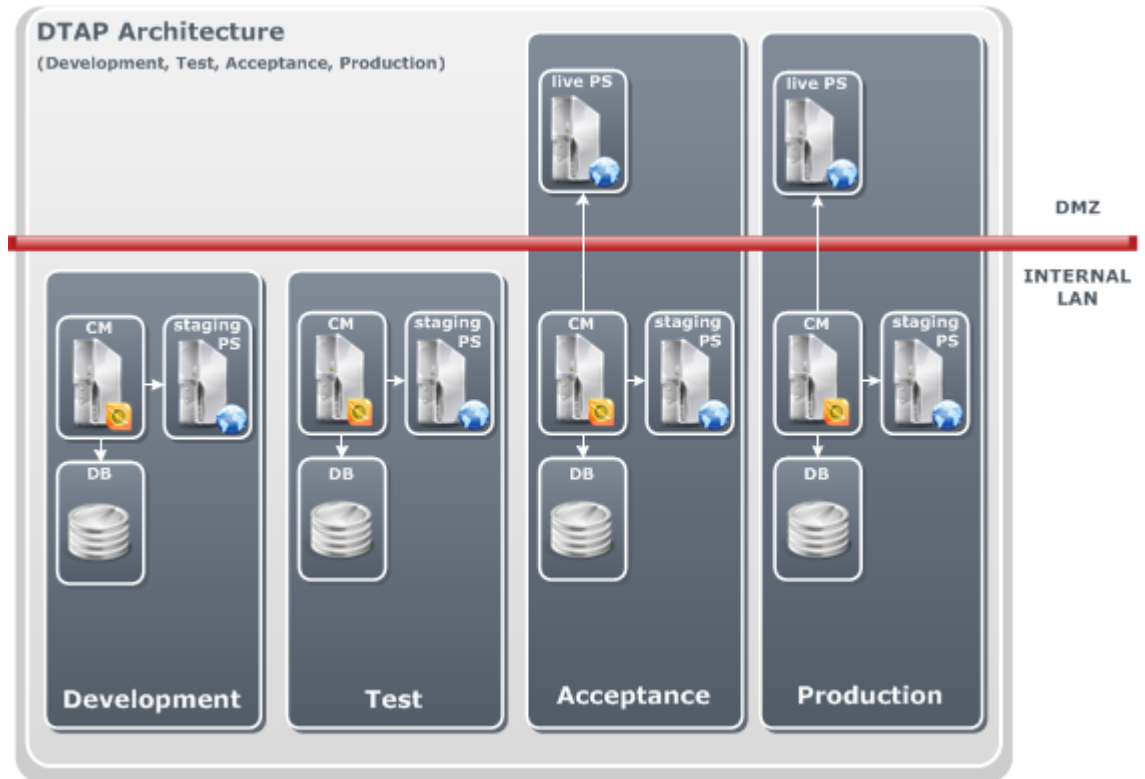 DTAP Architecture
(Development, Test, Acceptance, Production)
live PS
live PS
DMZ
INTERNAL
LAN
CM
staging
PS
CM
staging
PS
CM
staging
PS
CM
staging
PS
DB
DB
DB
DB
Development
Test
Acceptance
Production